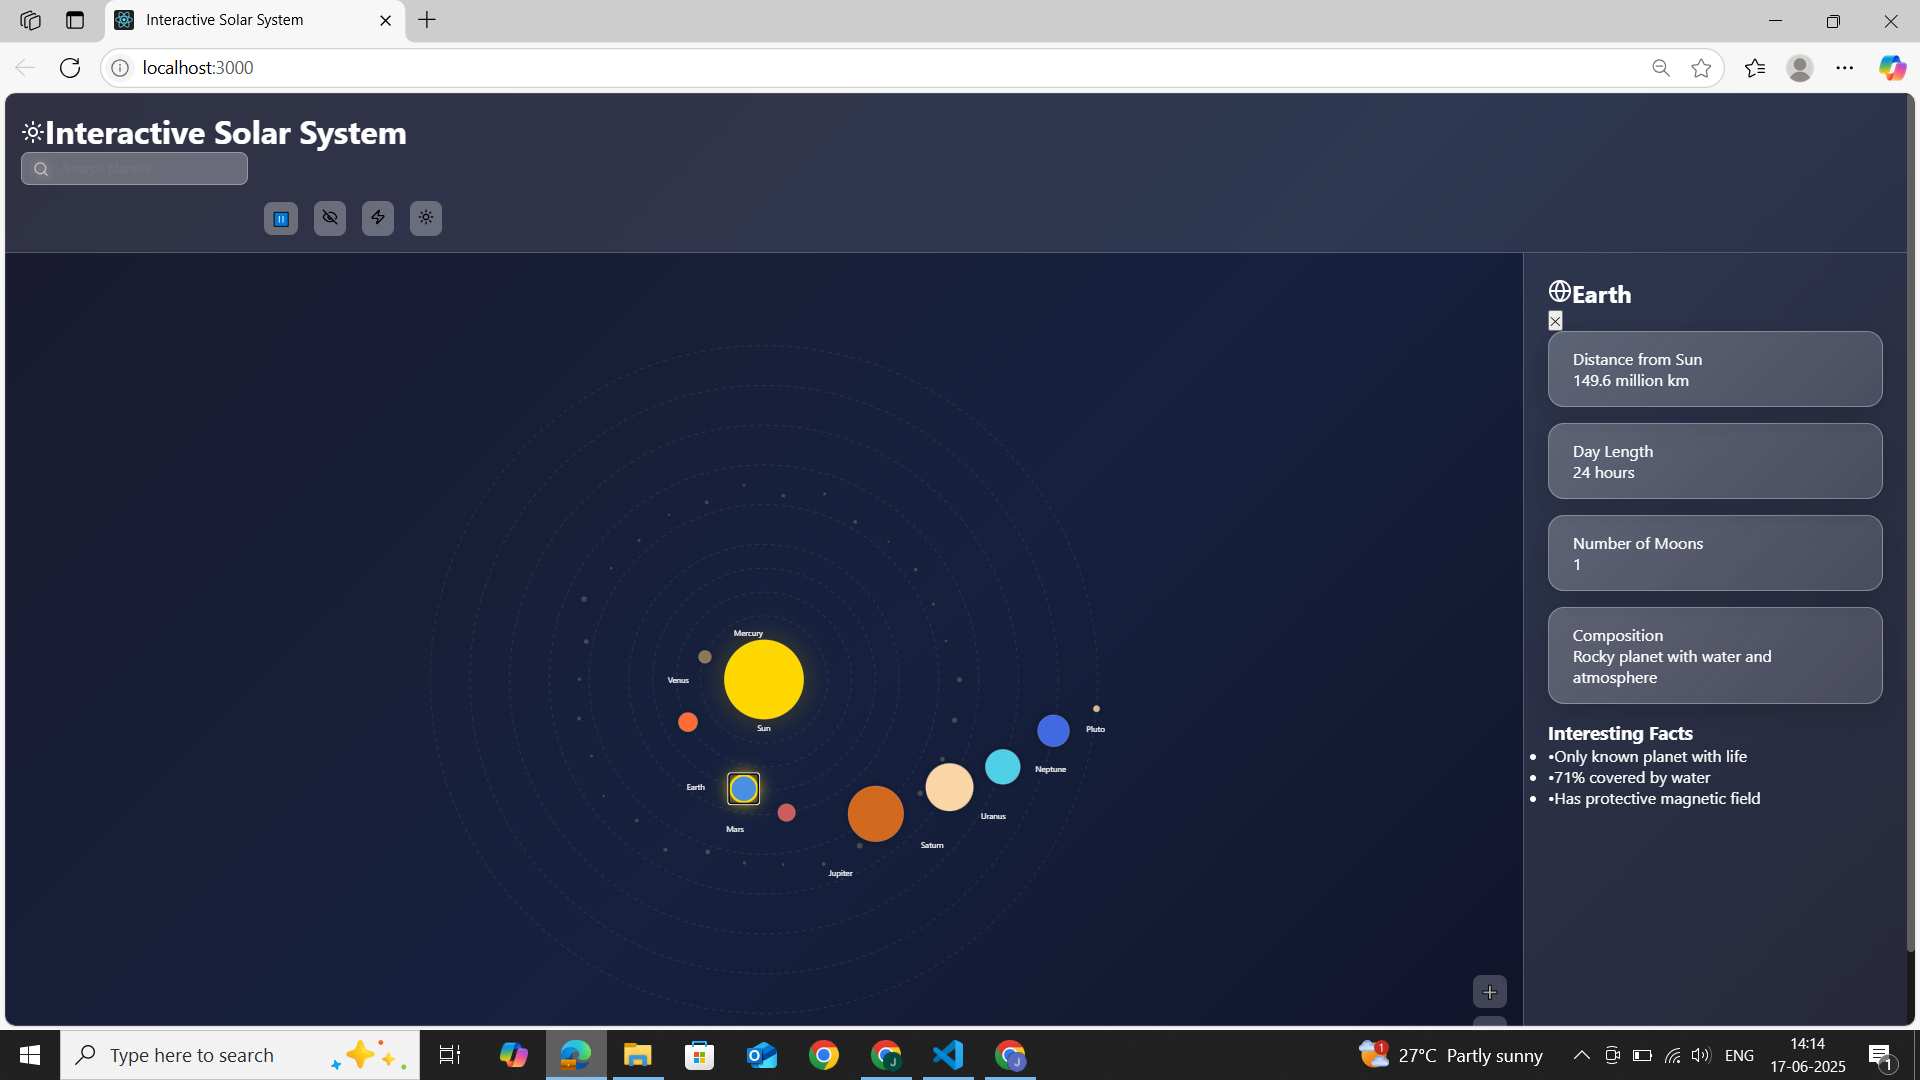 Interactive Solar System
localhost:3000
Interactive Solar System
Search planets...
Earth
Distance from Sun
149.6 million km
Day Length
24 hours
Number of Moons
1
Composition
Rocky planet with water and
atmosphere
Interesting Facts
•Only known planet with life
•71% covered by water
•Has protective magnetic field
Mercury
Venus
Sun
Earth
Mars
Jupiter
Saturn
Uranus
Neptune
Pluto
Type here to search
1
27°C Partly sunny
ENG
14:14
17-06-2025
1